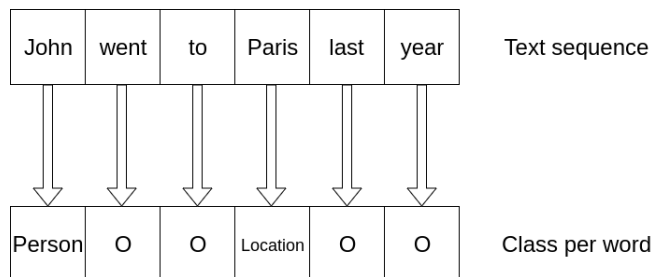 John went to Paris last year Text sequence
Person O O Location O O Class per word